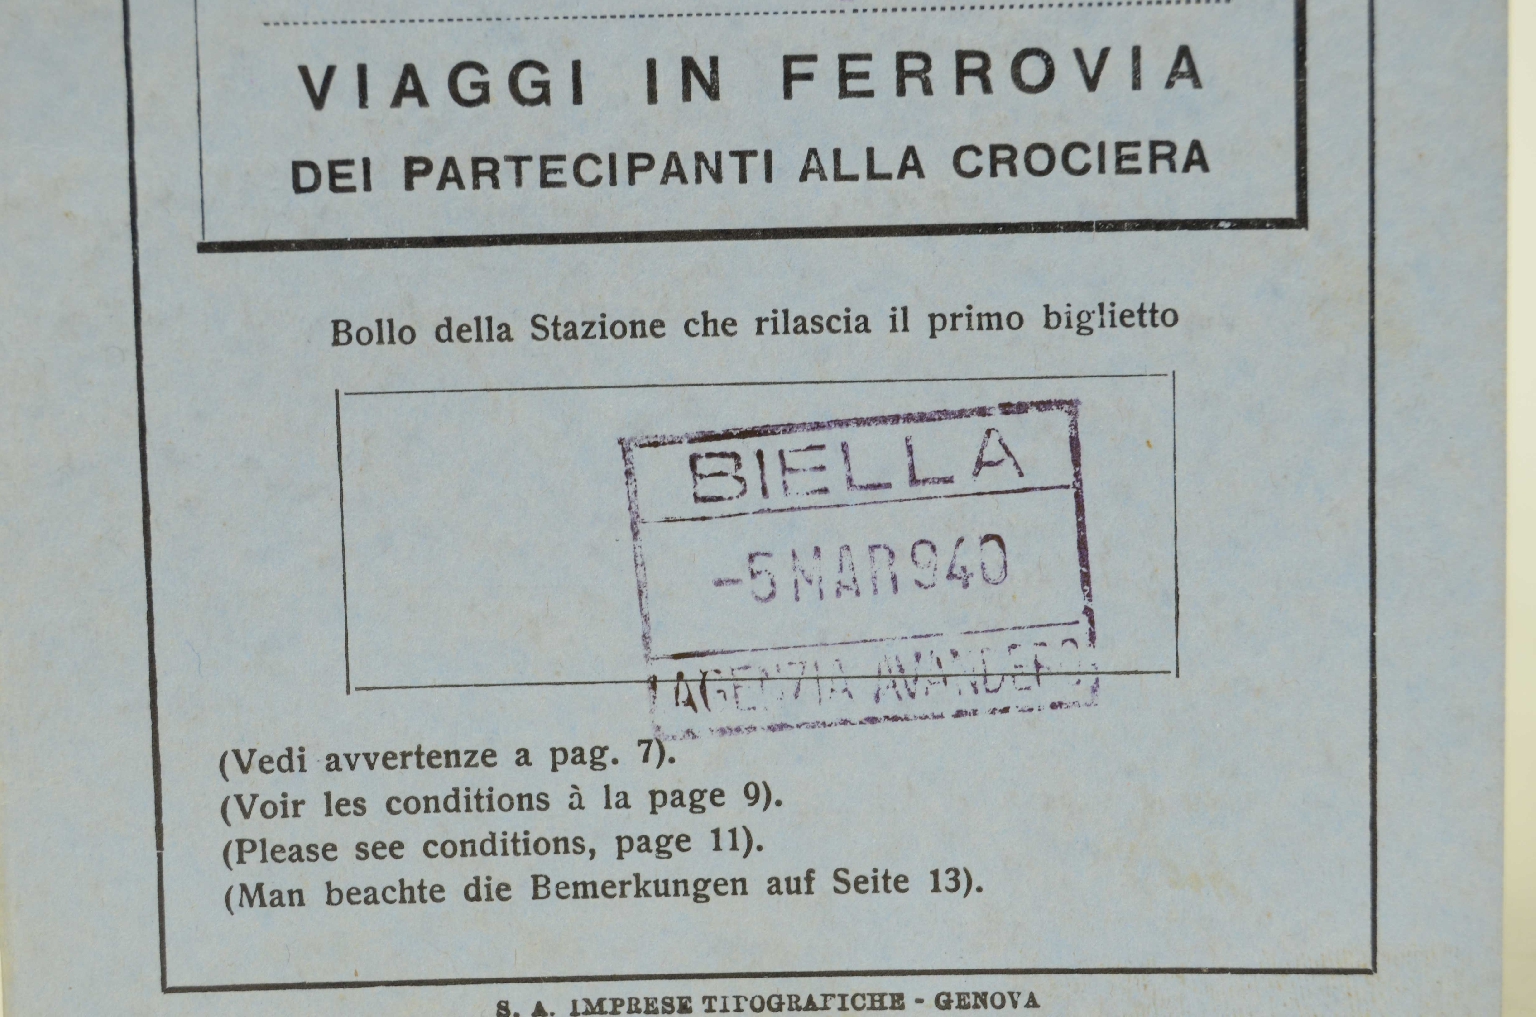 VIAGGI IN FERROVIA
DEI PARTECIPANTI ALLA CROCIERA
Bollo della Stazione che rilascia il primo biglietto
BIELLA
-5 MAR 940
AGENZIA AVANDERO
(Vedi avvertenze a pag. 7).
(Voir les conditions à la page 9).
(Please see conditions, page 11).
(Man beachte die Bemerkungen auf Seite 13).
S. A. IMPRESE TIPOGRAFICHE - GENOVA